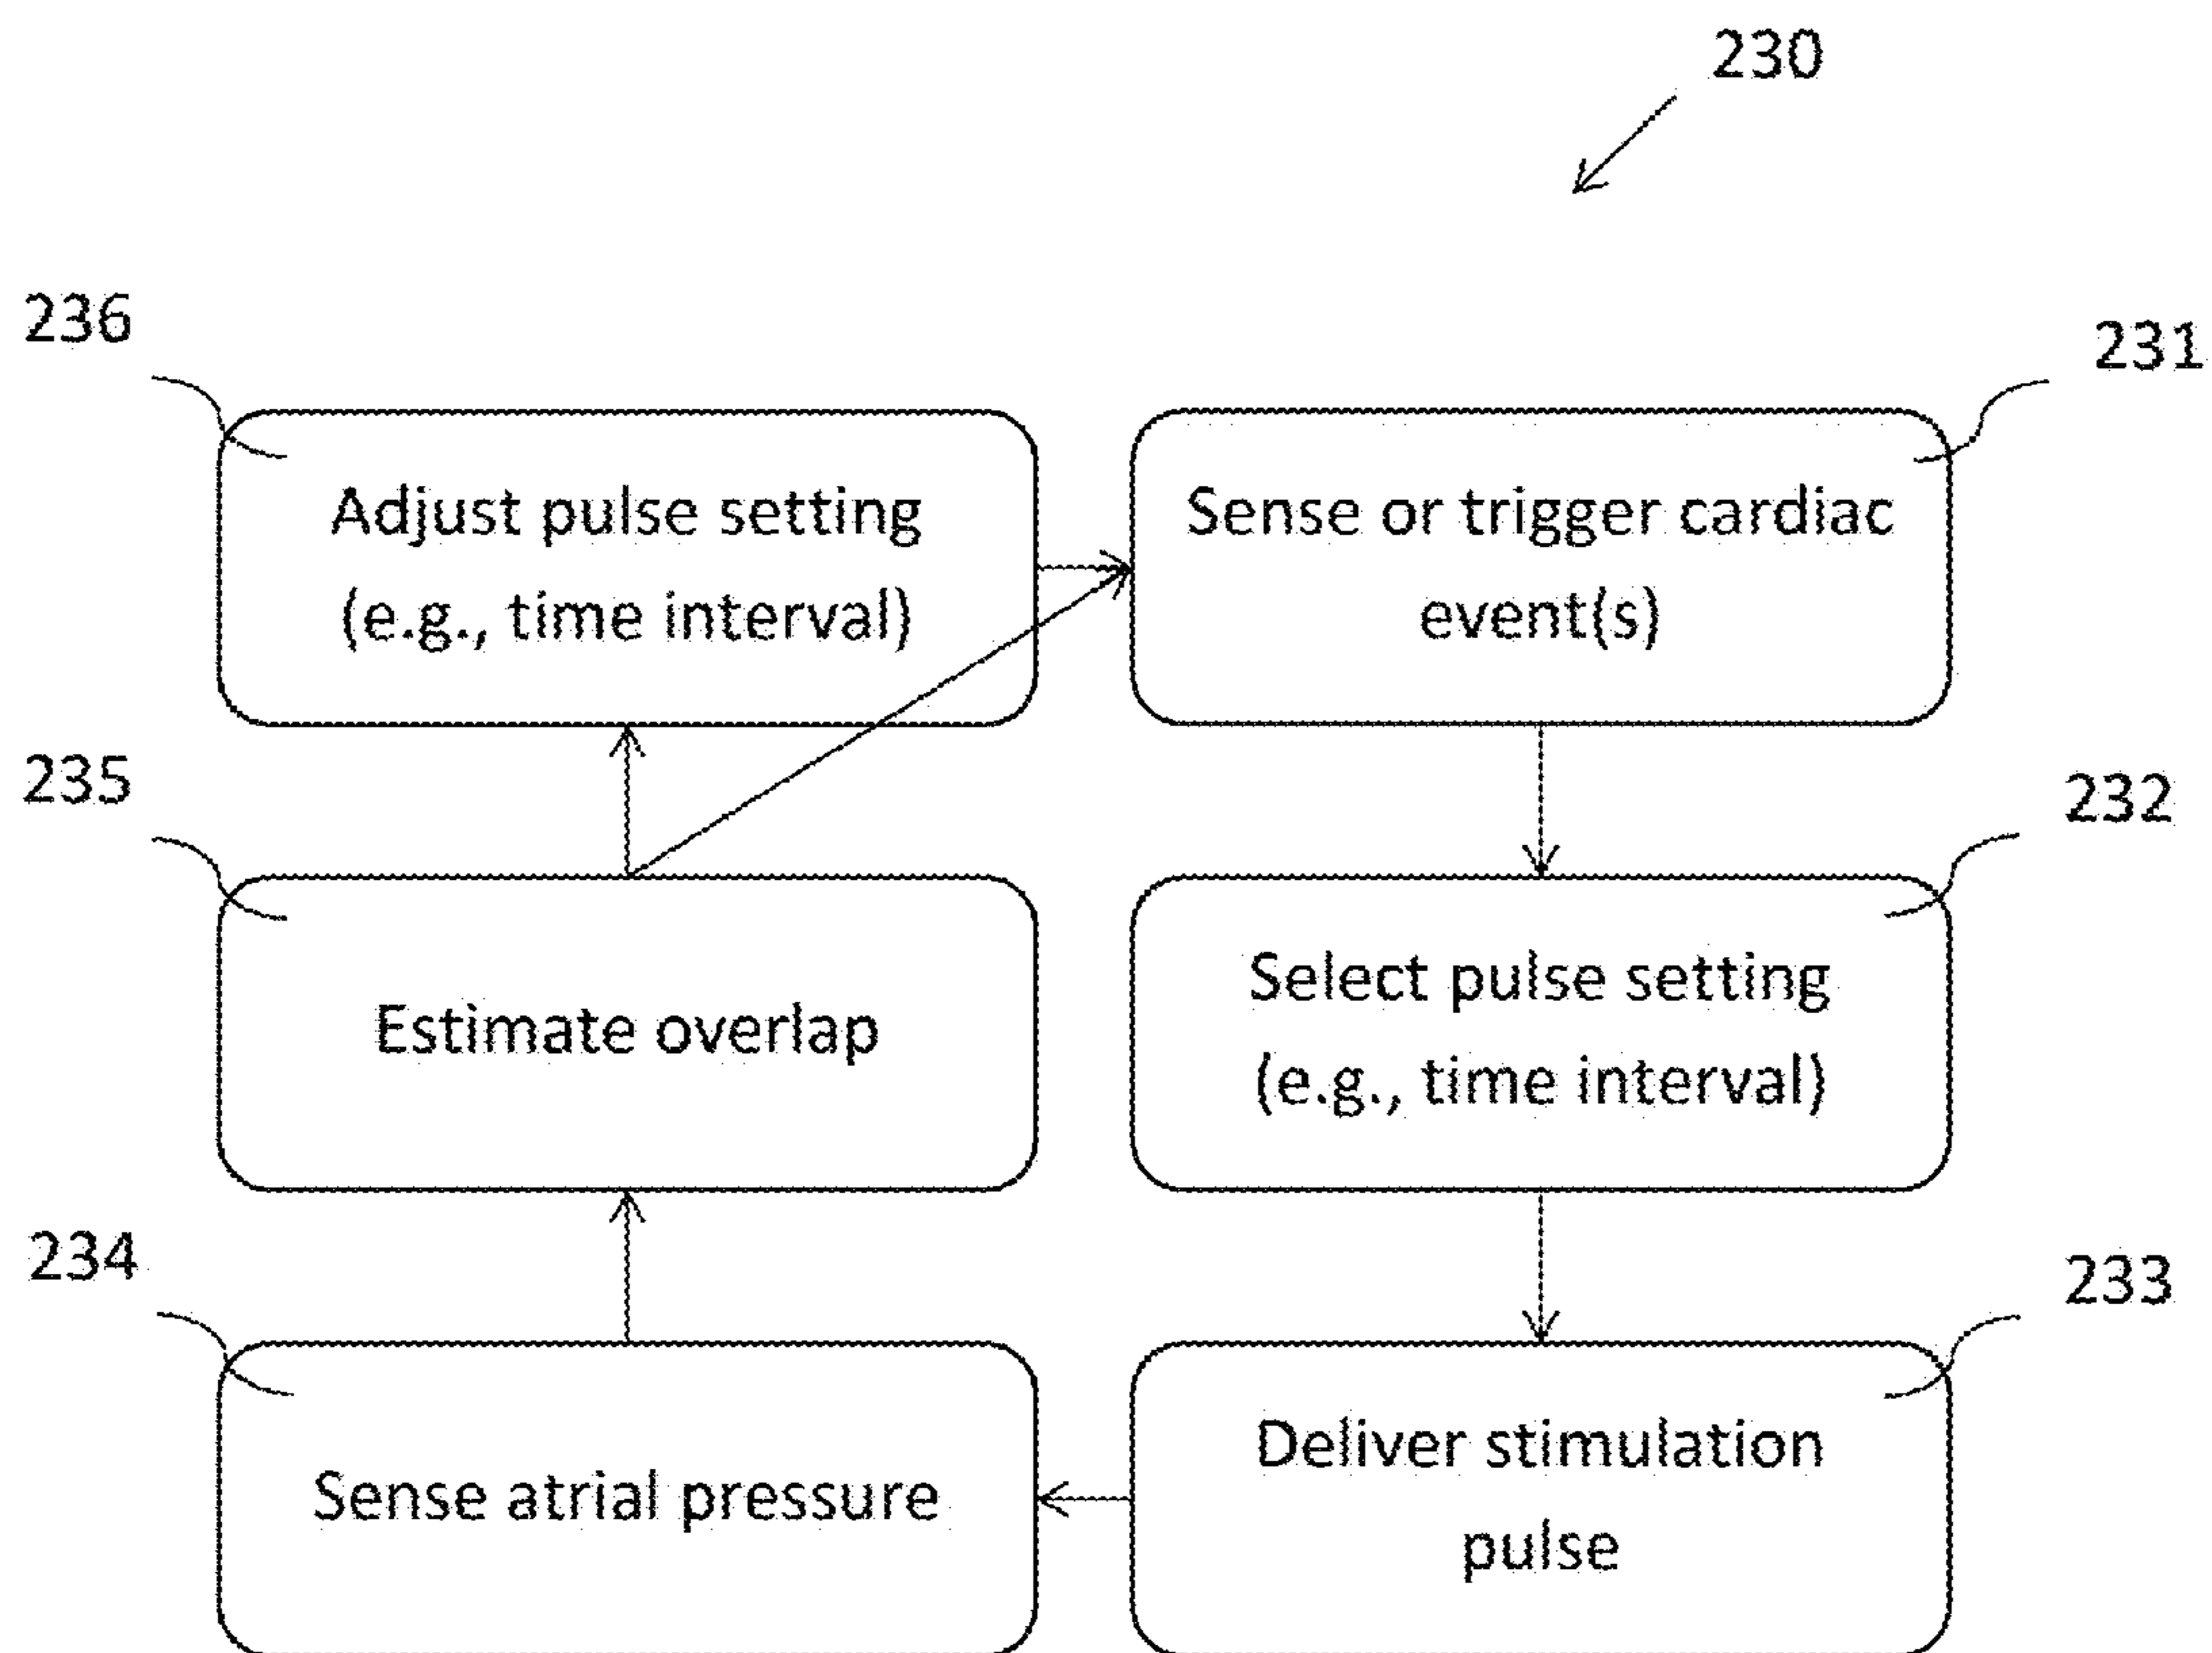 230
236
Adjust pulse setting
(e.g., time interval)
231
Sense or trigger cardiac
event(s)
235
Estimate overlap
232
Select pulse setting
(e.g., time interval)
234
Sense atrial pressure
233
Deliver stimulation
pulse